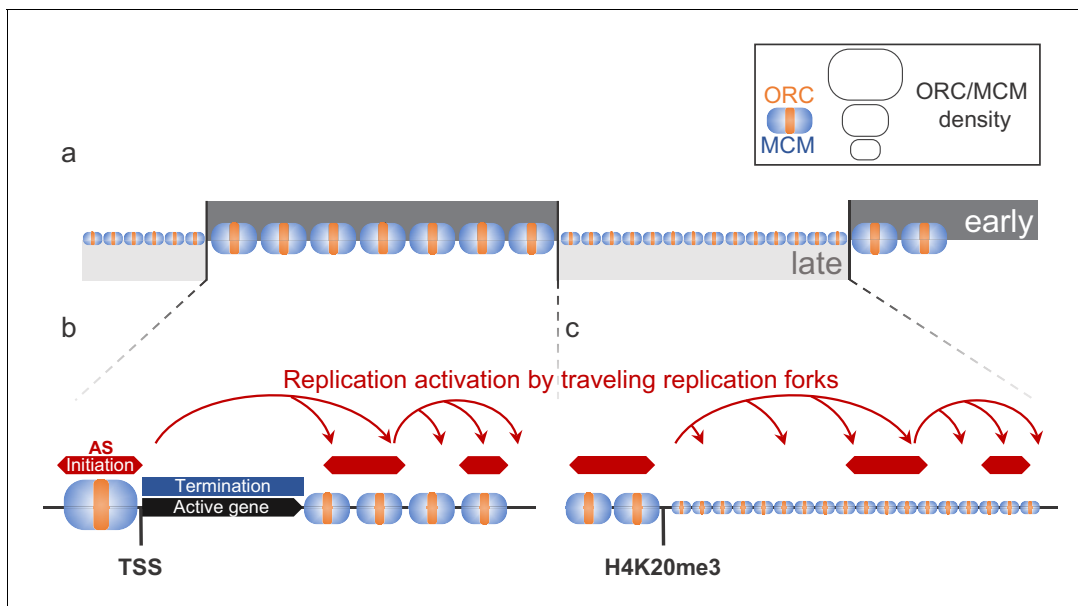 ORC
MCM
ORC/MCM
density
a
early
late
b
c
Replication activation by traveling replication forks
AS
Initiation
Termination
Active gene
TSS
H4K20me3